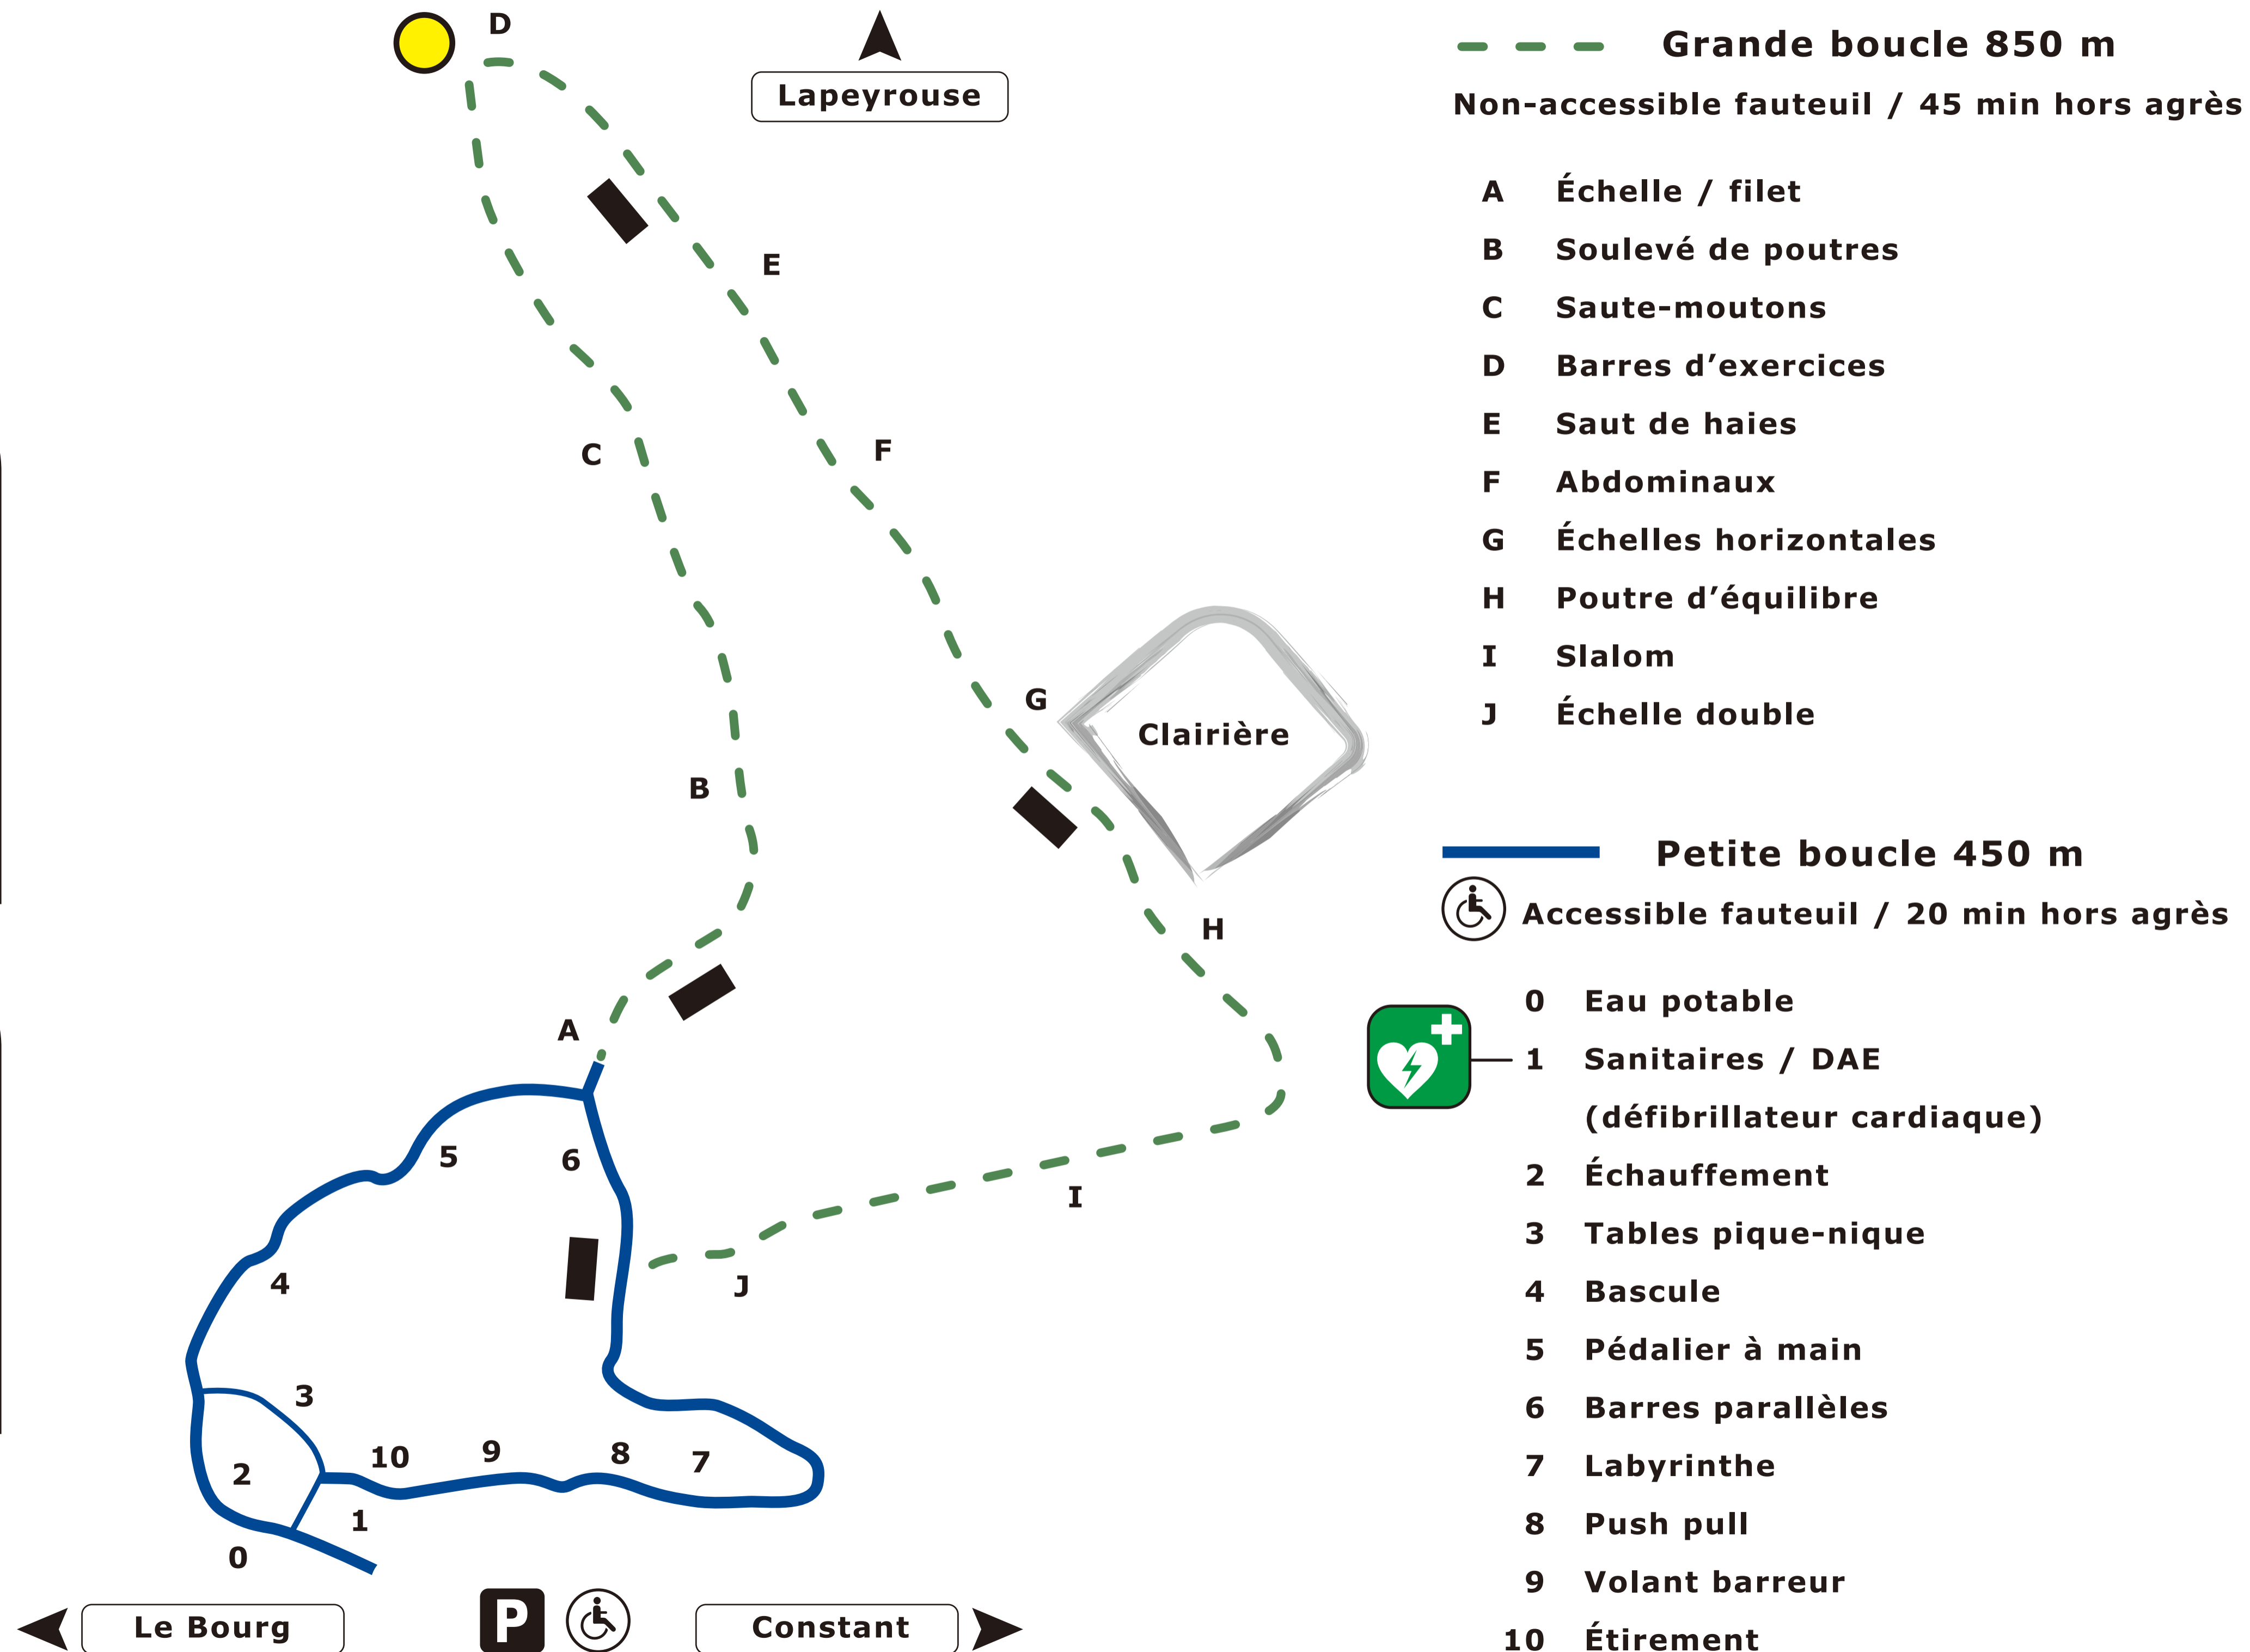 D
Lapeyrouse
E
F
C
G
Clairière
B
H
A
5
6
I
4
J
3
10
9
8
7
2
1
0
Le Bourg
P
Constant
Grande boucle 850 m
Non-accessible fauteuil / 45 min hors agrès
A Échelle / filet
B Soulevé de poutres
C Saute-moutons
D Barres d’exercices
E Saut de haies
F Abdominaux
G Échelles horizontales
H Poutre d’équilibre
I Slalom
J Échelle double
Petite boucle 450 m
Accessible fauteuil / 20 min hors agrès
0 Eau potable
1 Sanitaires / DAE
(défibrillateur cardiaque)
2 Échauffement
3 Tables pique-nique
4 Bascule
5 Pédalier à main
6 Barres parallèles
7 Labyrinthe
8 Push pull
9 Volant barreur
10 Étirement